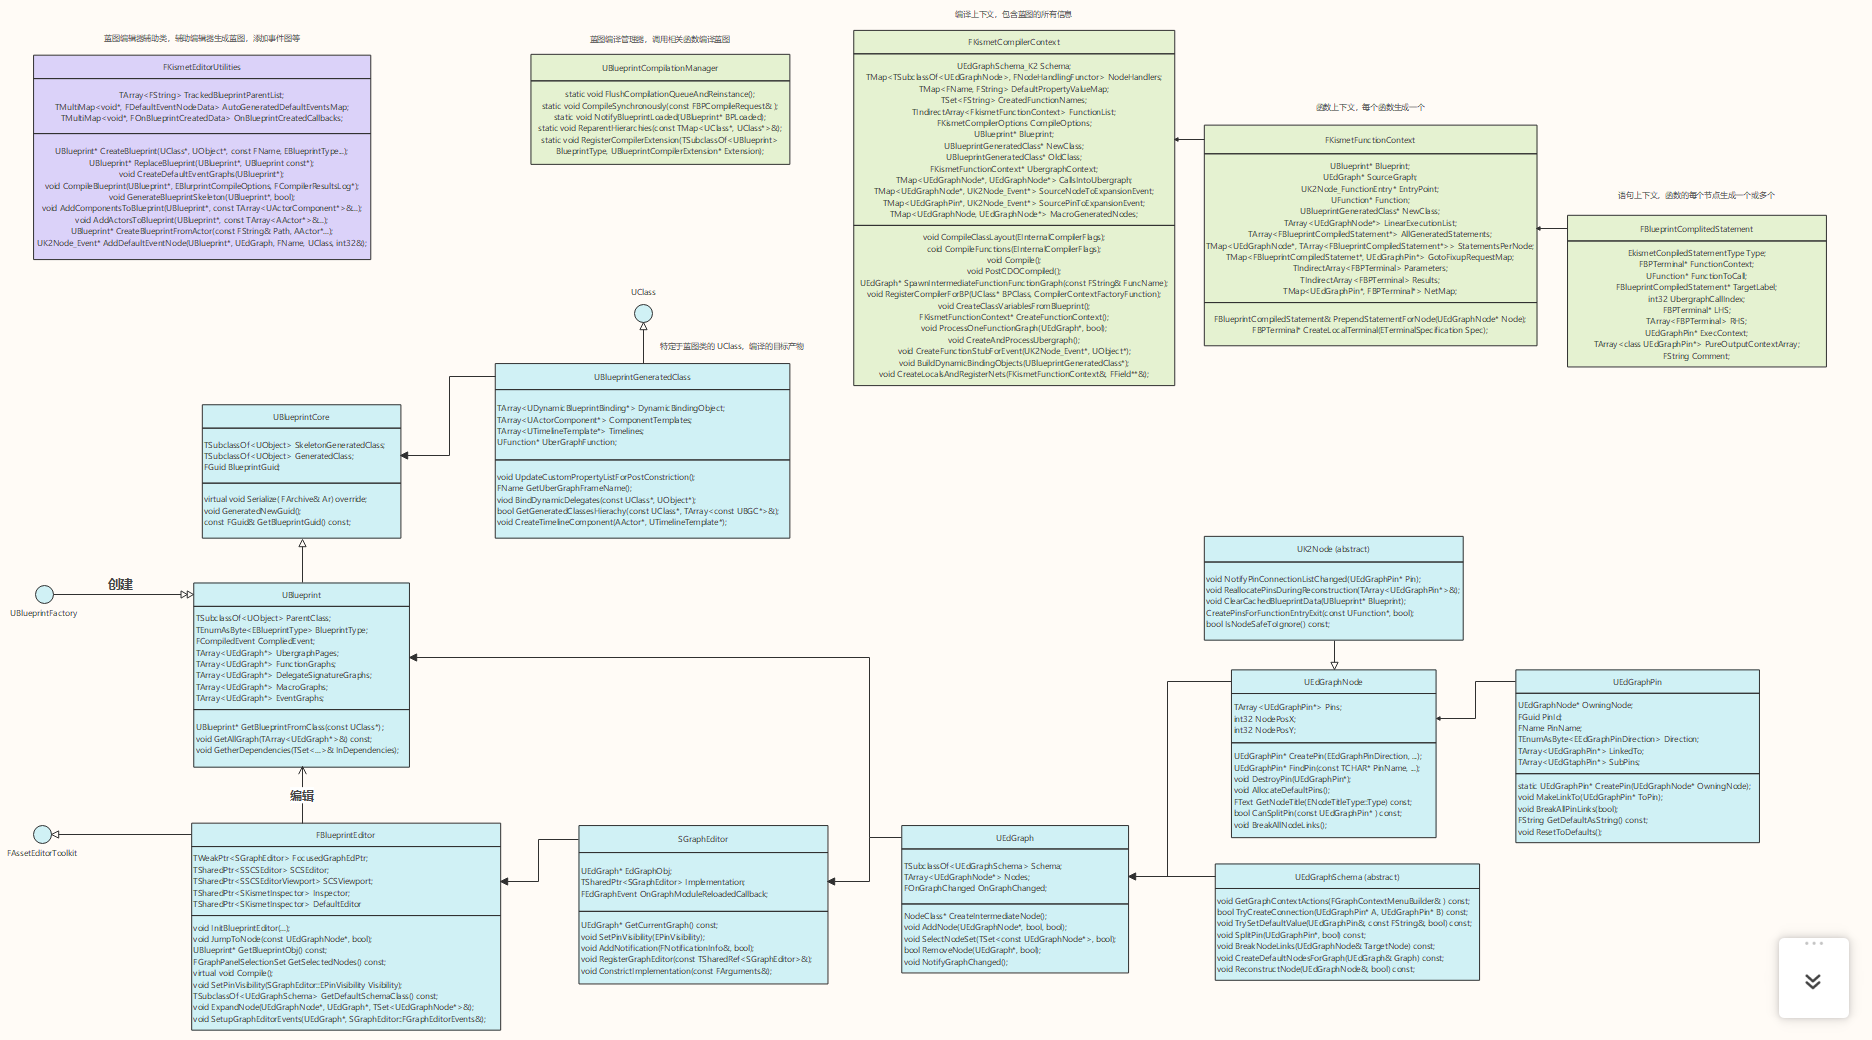 蓝图编辑器辅助类，辅助编辑器生成蓝图，添加事件图等
FKismetEditorUtilities
TArray<FString> TrackedBlueprintParentList;
TMultiMap<void*, FDefaultEventNodeData> AutoGeneratedDefaultEventsMap;
TMultiMap<void*, FOnBlueprintCreatedData> OnBlueprintCreatedCallbacks;
UBlueprint* CreateBlueprint(UClass*, UObject*, const FName, EBlueprintType...);
UBlueprint* ReplaceBlueprint(UBlueprint*, UBlueprint const*);
void CreateDefaultEventGraphs(UBlueprint*);
void CompileBlueprint(UBlueprint*, EBlurprintCompileOptions, FCompilerResultsLog*);
void GenerateBlueprintSkeleton(UBlueprint*, bool);
void AddComponentsToBlueprint(UBlueprint*, const TArray<UActorComponent*>&...);
void AddActorsToBlueprint(UBlueprint*, const TArray<AActor*>&...);
UBlueprint* CreateBlueprintFromActor(const FString& Path, AActor*...);
UK2Node_Event* AddDefaultEventNode(UBlueprint*, UEdGraph, FName, UClass, int32&);
蓝图编译管理器，调用相关函数编译蓝图
UBlueprintCompilationManager
static void FlushCompilationQueueAndReinstance();
static void CompileSynchronously(const FBPCompileRequest& );
static void NotifyBlueprintLoaded(UBlueprint* BPLoaded);
static void ReparentHierarchies(const TMap<UClass*, UClass*>&);
static void RegisterCompilerExtension(TSubclassOf<UBlueprint>
BlueprintType, UBlueprintCompilerExtension* Extension);
编译上下文，包含蓝图的所有信息
FKismetCompilerContext
UEdGraphSchema_K2 Schema;
TMap<TSubclassOf<UEdGraphNode>, FNodeHandlingFunctor> NodeHandlers;
TMap<FName, FString> DefaultPropertyValueMap;
TSet<FString> CreatedFunctionNames;
TIndirectArray<FkismetFunctionContext> FunctionList;
FKismetCompilerOptions CompileOptions;
UBlueprint* Blueprint;
UBlueprintGeneratedClass* NewClass;
UBlueprintGeneratedClass* OldClass;
FKismetFunctionContext* UbergraphContext;
TMap<UEdGraphNode*, UEdGraphNode*> CallsIntoUbergraph;
TMap<UEdGraphNode*, UK2Node_Event*> SourceNodeToExpansionEvent;
TMap<UEdGraphPin*, UK2Node_Event*> SourcePinToExpansionEvent;
TMap<UEdGraphNode, UEdGraphNode*> MacroGeneratedNodes;
void CompileClassLayout(EInternalCompilerFlags);
coid CompileFunctions(EInternalCompilerFlags);
void Compile();
void PostCDOCompiled();
UEdGraph* SpawnIntermediateFunctionFunctionGraph(const FString& FuncName);
void RegisterCompilerForBP(UClass* BPClass, CompilerContextFactoryFunction);
void CreateClassVariablesFromBlueprint();
FKismetFunctionContext* CreateFunctionContext();
void ProcessOneFunctionGraph(UEdGraph*, bool);
void CreateAndProcessUbergraph();
void CreateFunctionStubForEvent(UK2Node_Event*, UObject*);
void BuildDynamicBindingObjects(UBlueprintGeneratedClass*);
void CreateLocalsAndRegisterNets(FKismetFunctionContext&, FField**&);
函数上下文，每个函数生成一个
FKismetFunctionContext
UBlueprint* Blueprint;
UEdGraph* SourceGraph;
UK2Node_FunctionEntry* EntryPoint;
UFunction* Function;
UBlueprintGeneratedClass* NewClass;
TArray<UEdGraphNode*> LinearExecutionList;
TArray<FBlueprintCompiledStatement*> AllGeneratedStatements;
TMap<UEdGraphNode*, TArray<FBlueprintCompiledStatement*>> StatementsPerNode;
TMap<FBlueprintCompiledStatemet*, UEdGraphPin*> GotoFixupRequestMap;
TIndirectArray<FBPTerminal> Parameters;
TIndirectArray<FBPTerminal> Results;
TMap<UEdGraphPin*, FBPTerminal*> NetMap;
FBlueprintCompiledStatement& PrependStatementForNode(UEdGraphNode* Node);
FBPTerminal* CreateLocalTerminal(ETerminalSpecification Spec);
语句上下文，函数的每个节点生成一个或多个
FBlueprintComplitedStatement
EkismetConpiledStatementType Type;
FBPTerminal* FunctionContext;
UFunction* FunctionToCall;
FBlueprintCompiledStatement* TargetLabel;
int32 UbergraphCallIndex;
FBPTerminal* LHS;
TArray<FBPTerminal> RHS;
UEdGraphPin* ExecContext;
TArray<class UEdGraphPin*> PureOutputContextArray;
FString Comment;
UClass
特定于蓝图类的 UClass，编译的目标产物
UBlueprintGeneratedClass
TArray<UDynamicBlueprintBinding*> DynamicBindingObject;
TArray<UActorComponent*> ComponentTemplates;
TArray<UTimelineTemplate*> Timelines;
UFunction* UberGraphFunction;
void UpdateCustomPropertyListForPostConstriction();
FName GetUberGraphFrameName();
viod BindDynamicDelegates(const UClass*, UObject*);
bool GetGeneratedClassesHierachy(const UClass*, TArray<const UBGC*>&);
void CreateTimelineComponent(AActor*, UTimelineTemplate*);
UBlueprintCore
TSubclassOf<UObject> SkeletonGeneratedClass;
TSubclassOf<UObject> GeneratedClass;
FGuid BlueprintGuid;
virtual void Serialize( FArchive& Ar) override;
void GeneratedNewGuid();
const FGuid& GetBlueprintGuid() const;
创建
UBlueprintFactory
UBlueprint
TSubclassOf<UObject> ParentClass;
TEnumAsByte<EBlueprintType> BlueprintType;
FCompiledEvent CompliedEvent;
TArray<UEdGraph*> UbergraphPages;
TArray<UEdGraph*> FunctionGraphs;
TArray<UEdGraph*> DelegateSignatureGraphs;
TArray<UEdGraph*> MacroGraphs;
TArray<UEdGraph*> EventGraphs;
UBlueprint* GetBlueprintFromClass(const UClass*) ;
void GetAllGraph(TArray<UEdGraph*>&) const;
void GetherDependencies(TSet<...>& InDependencies);
编辑
FAssetEditorToolkit
FBlueprintEditor
TWeakPtr<SGraphEditor> FocusedGraphEdPtr;
TSharedPtr<SSCSEditor> SCSEditor;
TSharedPtr<SSCSEditorViewport> SCSViewport;
TSharedPtr<SKismetInspector> Inspector;
TSharedPtr<SKismetInspector> DefaultEditor
void InitBlueprintEditor(...);
void JumpToNode(const UEdGraphNode*, bool);
UBlueprint* GetBlueprintObj() const;
FGraphPanelSelectionSet GetSelectedNodes() const;
virtual void Compile();
void SetPinVisibility(SGraphEditor::EPinVisibility Visibility);
TSubclassOf<UEdGraphSchema> GetDefaultSchemaClass() const;
void ExpandNode(UEdGraphNode*, UEdGraph*, TSet<UEdGraphNode*>&);
void SetupGraphEditorEvents(UEdGraph*, SGraphEditor::FGraphEditorEvents&);
SGraphEditor
UEdGraph* EdGraphObj;
TSharedPtr<SGraphEditor> Implementation;
FEdGraphEvent OnGraphModuleReloadedCallback;
UEdGraph* GetCurrentGraph() const;
void SetPinVisibility(EPinVisibility);
void AddNotification(FNotificationInfo&, bool);
void RegisterGraphEditor(const TSharedRef<SGraphEditor>&);
void ConstrictImplementation(const FArguments&);
UEdGraph
TSubclassOf<UEdGraphSchema> Schema;
TArray<UEdGraphNode*> Nodes;
FOnGraphChanged OnGraphChanged;
NodeClass* CreateIntermediateNode();
void AddNode(UEdGraphNode*, bool, bool);
void SelectNodeSet(TSet<const UEdGraphNode*>, bool);
bool RemoveNode(UEdGraph*, bool);
void NotifyGraphChanged();
UK2Node (abstract)
void NotifyPinConnectionListChanged(UEdGraphPin* Pin);
void ReallocatePinsDuringReconstruction(TArray<UEdGraphPin*>&);
void ClearCachedBlueprintData(UBlueprint* Blueprint);
CreatePinsForFunctionEntryExit(const UFunction*, bool);
bool IsNodeSafeToIgnore() const;
UEdGraphNode
TArray<UEdGraphPin*> Pins;
int32 NodePosX;
int32 NodePosY;
UEdGraphPin* CreatePin(EEdGraphPinDirection, ...);
UEdGraphPin* FindPin(const TCHAR* PinName, ...);
void DestroyPin(UEdGraphPin*);
void AllocateDefaultPins();
FText GetNodeTitle(ENodeTitleType::Type) const;
bool CanSplitPin(const UEdGraphPin* ) const;
void BreakAllNodeLinks();
UEdGraphPin
UEdGraphNode* OwningNode;
FGuid PinId;
FName PinName;
TEnumAsByte<EEdGraphPinDirection> Direction;
TArray<UEdGraphPin*> LinkedTo;
TArray<UEdGtaphPin*> SubPins;
static UEdGraphPin* CreatePin(UEdGraphNode* OwningNode);
void MakeLinkTo(UEdGraphPin* ToPin);
void BreakAllPinLinks(bool);
FString GetDefaultAsString() const;
void ResetToDefaults();
UEdGraphSchema (abstract)
void GetGraphContextActions(FGraphContextMenuBuilder& ) const;
bool TryCreateConnection(UEdGraphPin* A, UEdGraphPin* B) const;
void TrySetDefaultValue(UEdGraphPin&, const FString&, bool) const;
void SplitPin(UEdGraphPin*, bool) const;
void BreakNodeLinks(UEdGraphNode& TargetNode) const;
void CreateDefaultNodesForGraph(UEdGraph& Graph) const;
void ReconstructNode(UEdGraphNode&, bool) const;